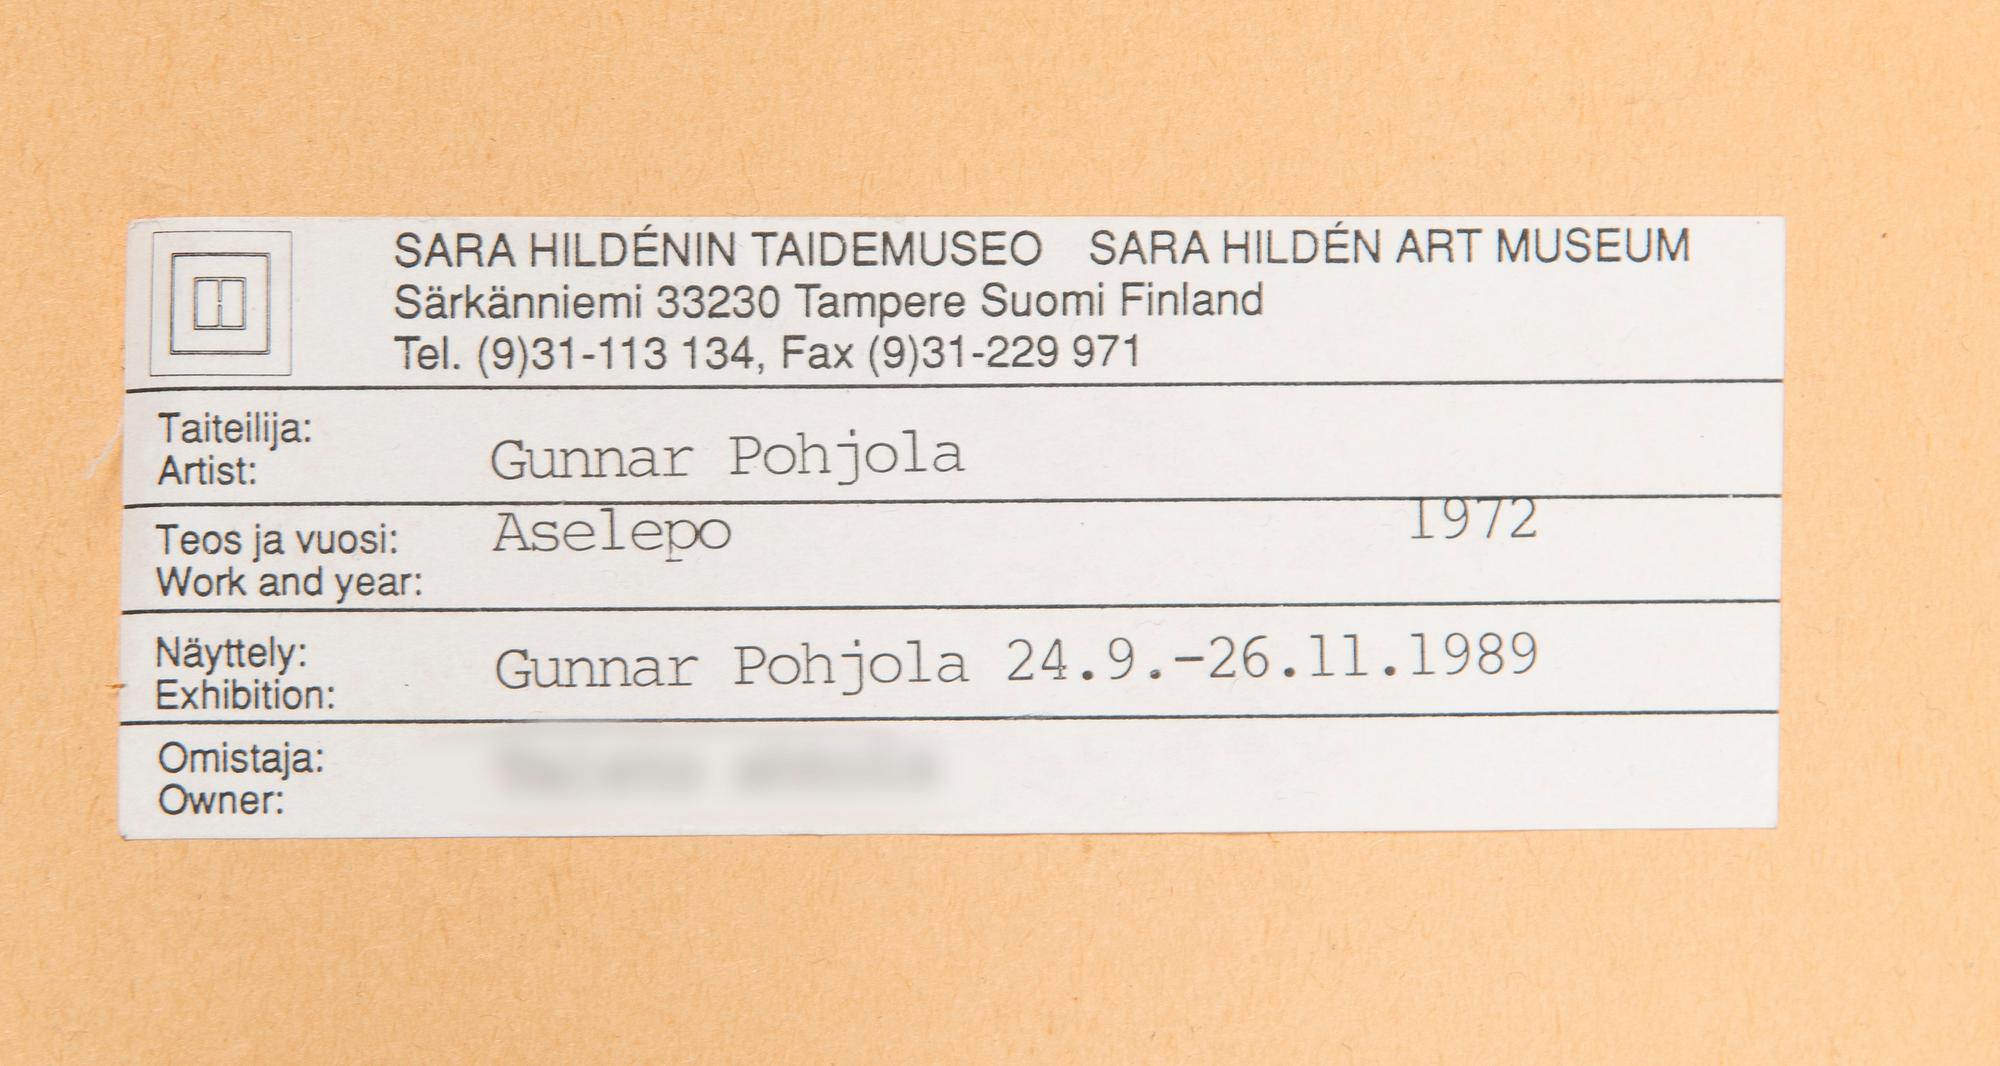 SARA HILDÉNIN TAIDEMUSEO SARA HILDÉN ART MUSEUM
Särkänniemi 33230 Tampere Suomi Finland
Tel. (9)31-113 134, Fax (9)31-229 971
Taiteilija:
Artist:
Gunnar Pohjola
Teos ja vuosi:
Work and year:
Aselepo 1972
Näyttely:
Exhibition:
Gunnar Pohjola 24.9.-26.11.1989
Omistaja:
Owner: